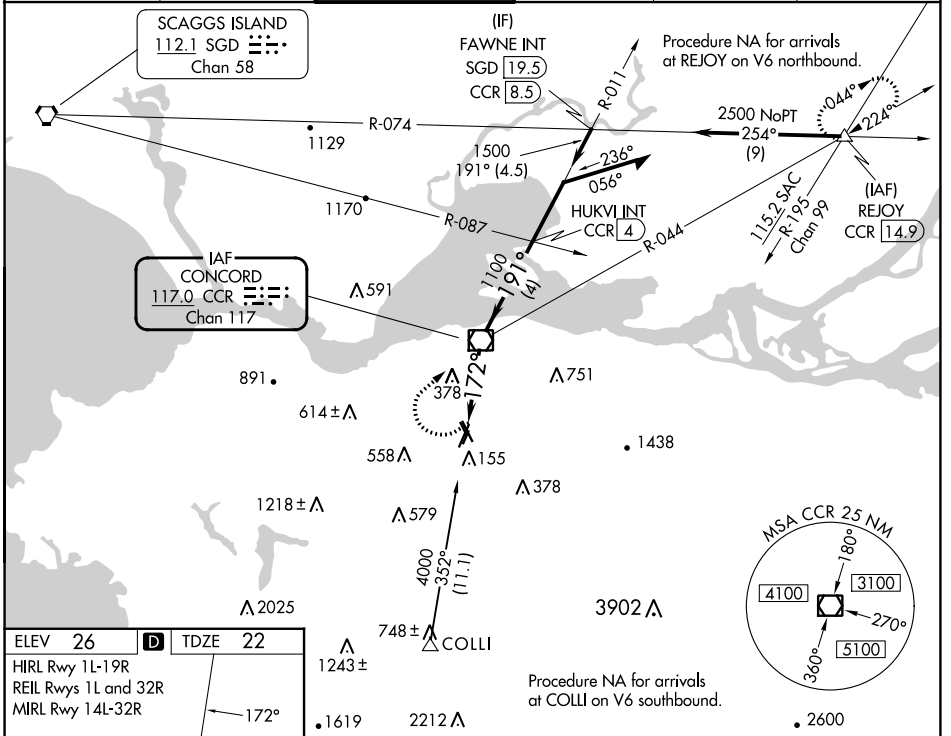 SCAGGS ISLAND
112.1 SGD
Chan 58
(IF)
FAWNE INT
SGD 19.5
CCR 8.5
Procedure NA for arrivals
at REJOY on V6 northbound.
R-011
044°
224°
R-074
2500 NoPT
254°
(9)
1129
1500
191° (4.5)
236°
056°
1170
R-087
HUKVI INT
CCR 4
R-044
115.2 SAC
R-195
Chan 99
(IAF)
REJOY
CCR 14.9
IAF
CONCORD
117.0 CCR
Chan 117
591
1100
191°
(4)
172°
891
378
751
614±
558
155
1438
378
1218±
579
4000
352°
(11.1)
MSA CCR 25 NM
180°
4100
3100
270°
5100
360°
2025
3902
748±
COLLI
1243±
ELEV 26 D TDZE 22
HIRL Rwy 1L-19R
REIL Rwys 1L and 32R
MIRL Rwy 14L-32R
172°
Procedure NA for arrivals
at COLLI on V6 southbound.
1619
2212
2600